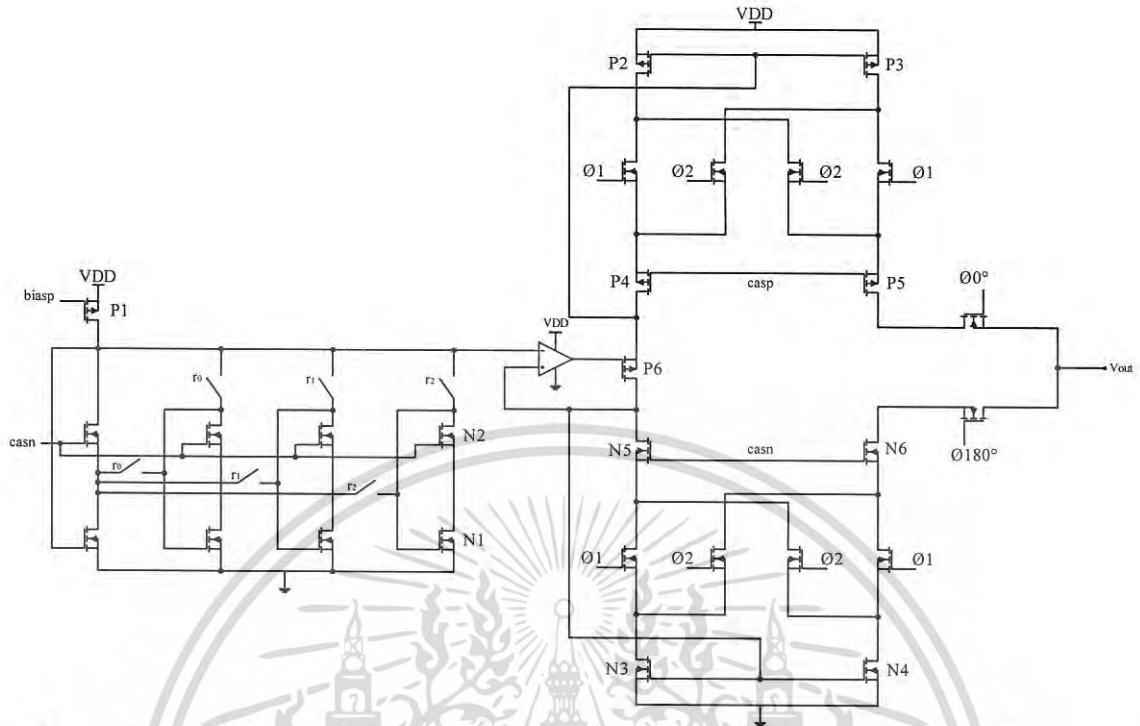 VDD
P2
P3
Ø1
Ø2
Ø2
Ø1
VDD
biasp
P1
P4
casp
P5
Ø0°
VDD
r0
r1
r2
-
+
P6
Vout
casn
N2
N5
casn
N6
Ø180°
r0
r1
r2
N1
Ø1
Ø2
Ø2
Ø1
N3
N4